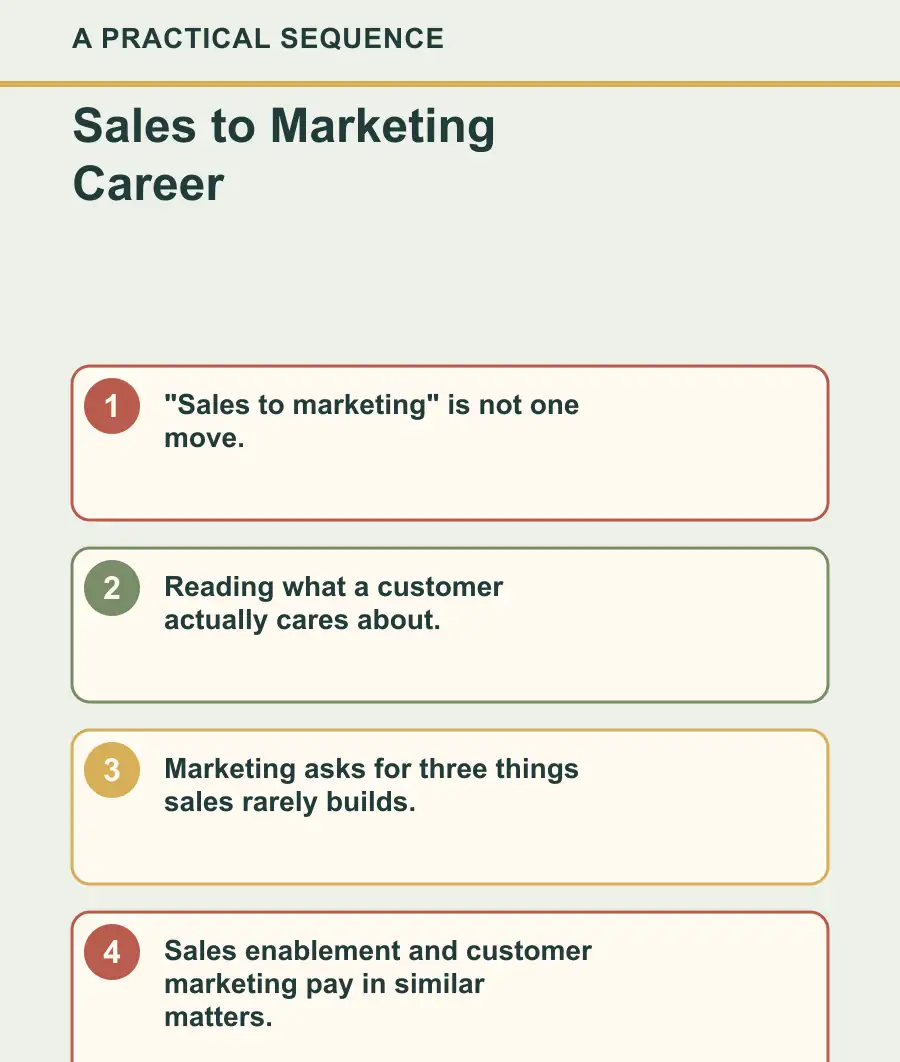 A PRACTICAL SEQUENCE
Sales to Marketing
Career
1
"Sales to marketing" is not one
move.
2
Reading what a customer
actually cares about.
3
Marketing asks for three things
sales rarely builds.
4
Sales enablement and customer
marketing pay in similar
matters.